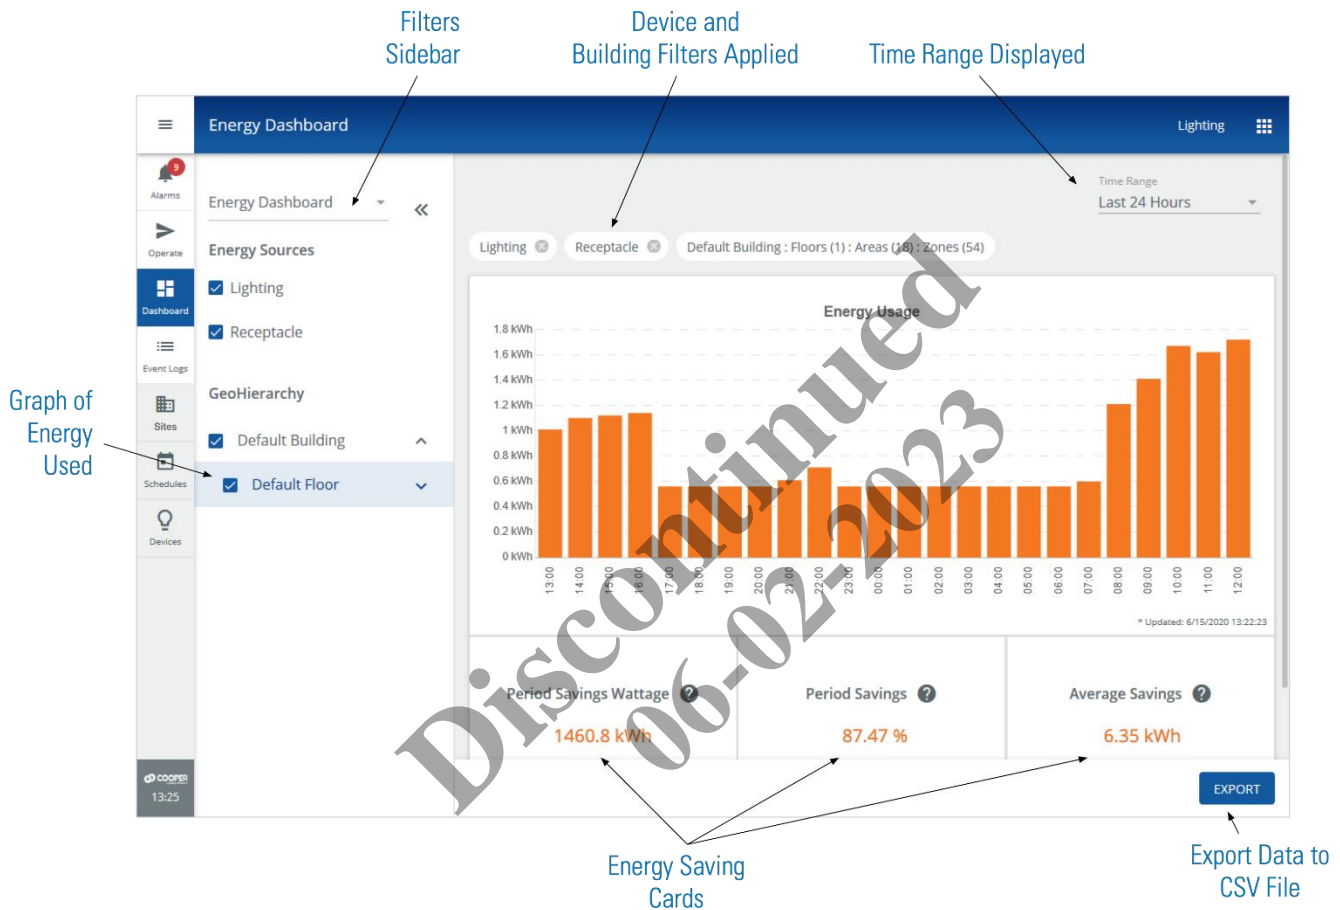 Filters
Sidebar
Device and
Building Filters Applied
Time Range Displayed
Energy Dashboard
Lighting
9
Alarms
Operate
Dashboard
Event Logs
Sites
Schedules
Devices
COOPER
13:25
Energy Dashboard
Energy Sources
Lighting
Receptacle
GeoHierarchy
Default Building
Default Floor
Graph of
Energy
Used
Time Range
Last 24 Hours
Lighting
Receptacle
Default Building : Floors (1) : Areas (18) : Zones (54)
Energy Usage
1.8 kWh
1.6 kWh
1.4 kWh
1.2 kWh
1 kWh
0.8 kWh
0.6 kWh
0.4 kWh
0.2 kWh
0 kWh
13:00
14:00
15:00
16:00
17:00
18:00
19:00
20:00
21:00
22:00
23:00
00:00
01:00
02:00
03:00
04:00
05:00
06:00
07:00
08:00
09:00
10:00
11:00
12:00
* Updated: 6/15/2020 13:22:23
Period Savings Wattage ?
1460.8 kWh
Period Savings ?
87.47 %
Average Savings ?
6.35 kWh
EXPORT
Energy Saving
Cards
Export Data to
CSV File
Discontinued
06-02-2023